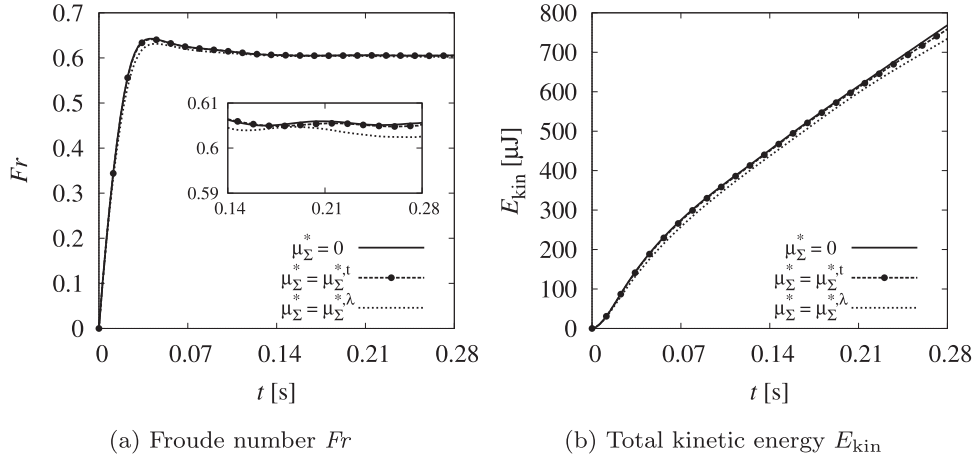 0.7
0.6
0.5
0.4
0.3
0.2
0.1
0
Fr
0.61
0.6
0.59
0.14 0.21 0.28
μ*Σ = 0
μ*Σ = μ*,tΣ
μ*Σ = μ*,λΣ
0 0.07 0.14 0.21 0.28
t [s]
(a) Froude number Fr
800
700
600
500
400
300
200
100
0
Ekin [μJ]
μ*Σ = 0
μ*Σ = μ*,tΣ
μ*Σ = μ*,λΣ
0 0.07 0.14 0.21 0.28
t [s]
(b) Total kinetic energy Ekin